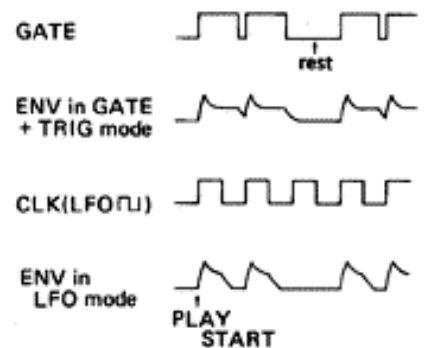 GATE
rest
ENV in GATE
+ TRIG mode
CLK(LFO⊓⊔)
ENV in
LFO mode
PLAY
START